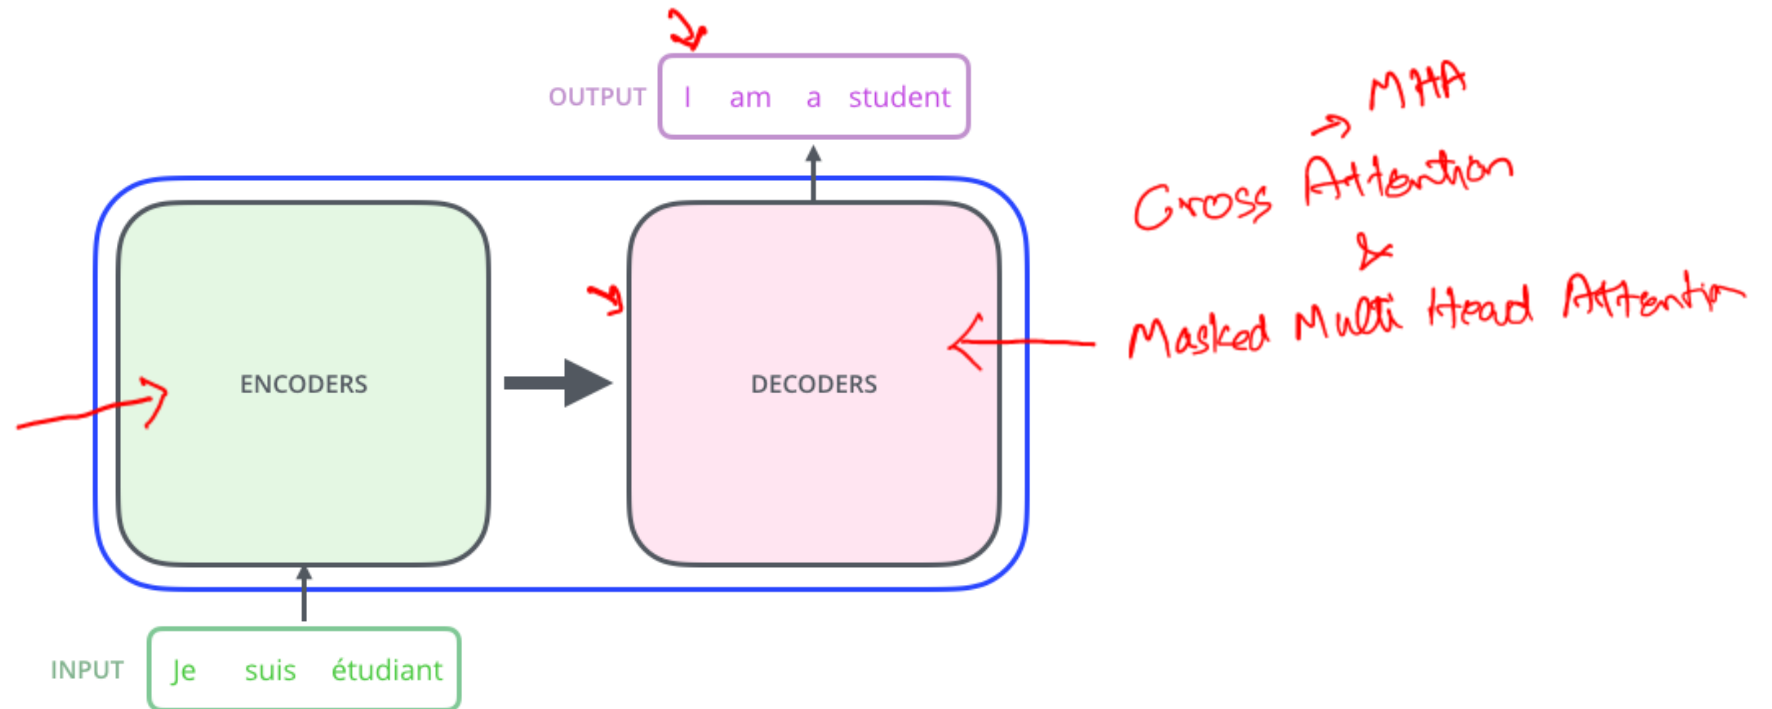 OUTPUT I am a student
MHA
Cross Attention
&
Masked Multi Head Attention
ENCODERS
DECODERS
INPUT Je suis étudiant